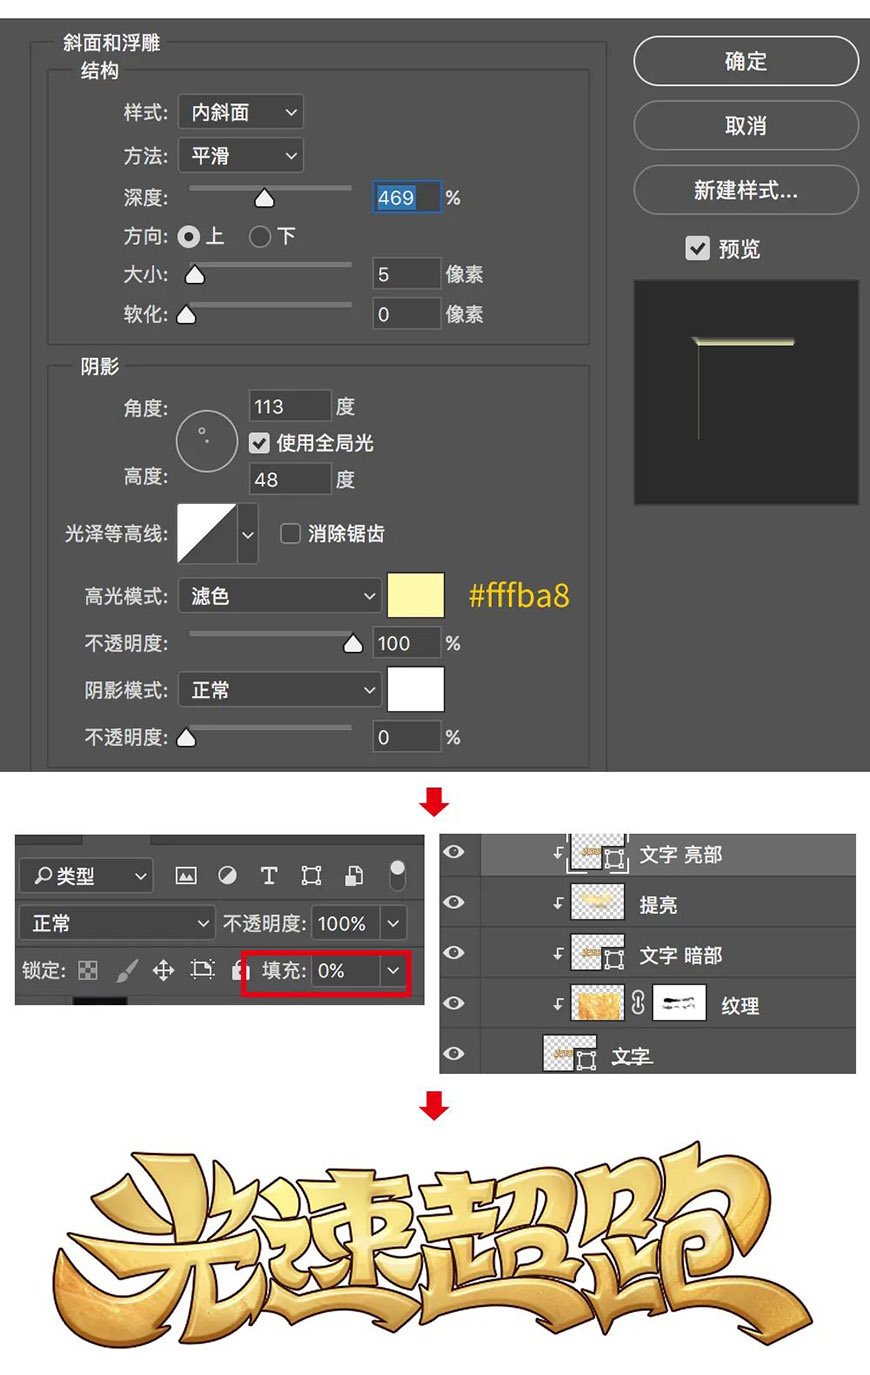 斜面和浮雕
结构
样式: 内斜面
方法: 平滑
深度: 469 %
方向: 上 下
大小: 5 像素
软化: 0 像素
阴影
角度: 113 度
使用全局光
高度: 48 度
光泽等高线: 消除锯齿
高光模式: 滤色 #fffba8
不透明度: 100 %
阴影模式: 正常
不透明度: 0 %
确定
取消
新建样式...
预览
类型
正常 不透明度: 100%
锁定: 填充: 0%
文字 亮部
提亮
文字 暗部
纹理
文字
光速超跑